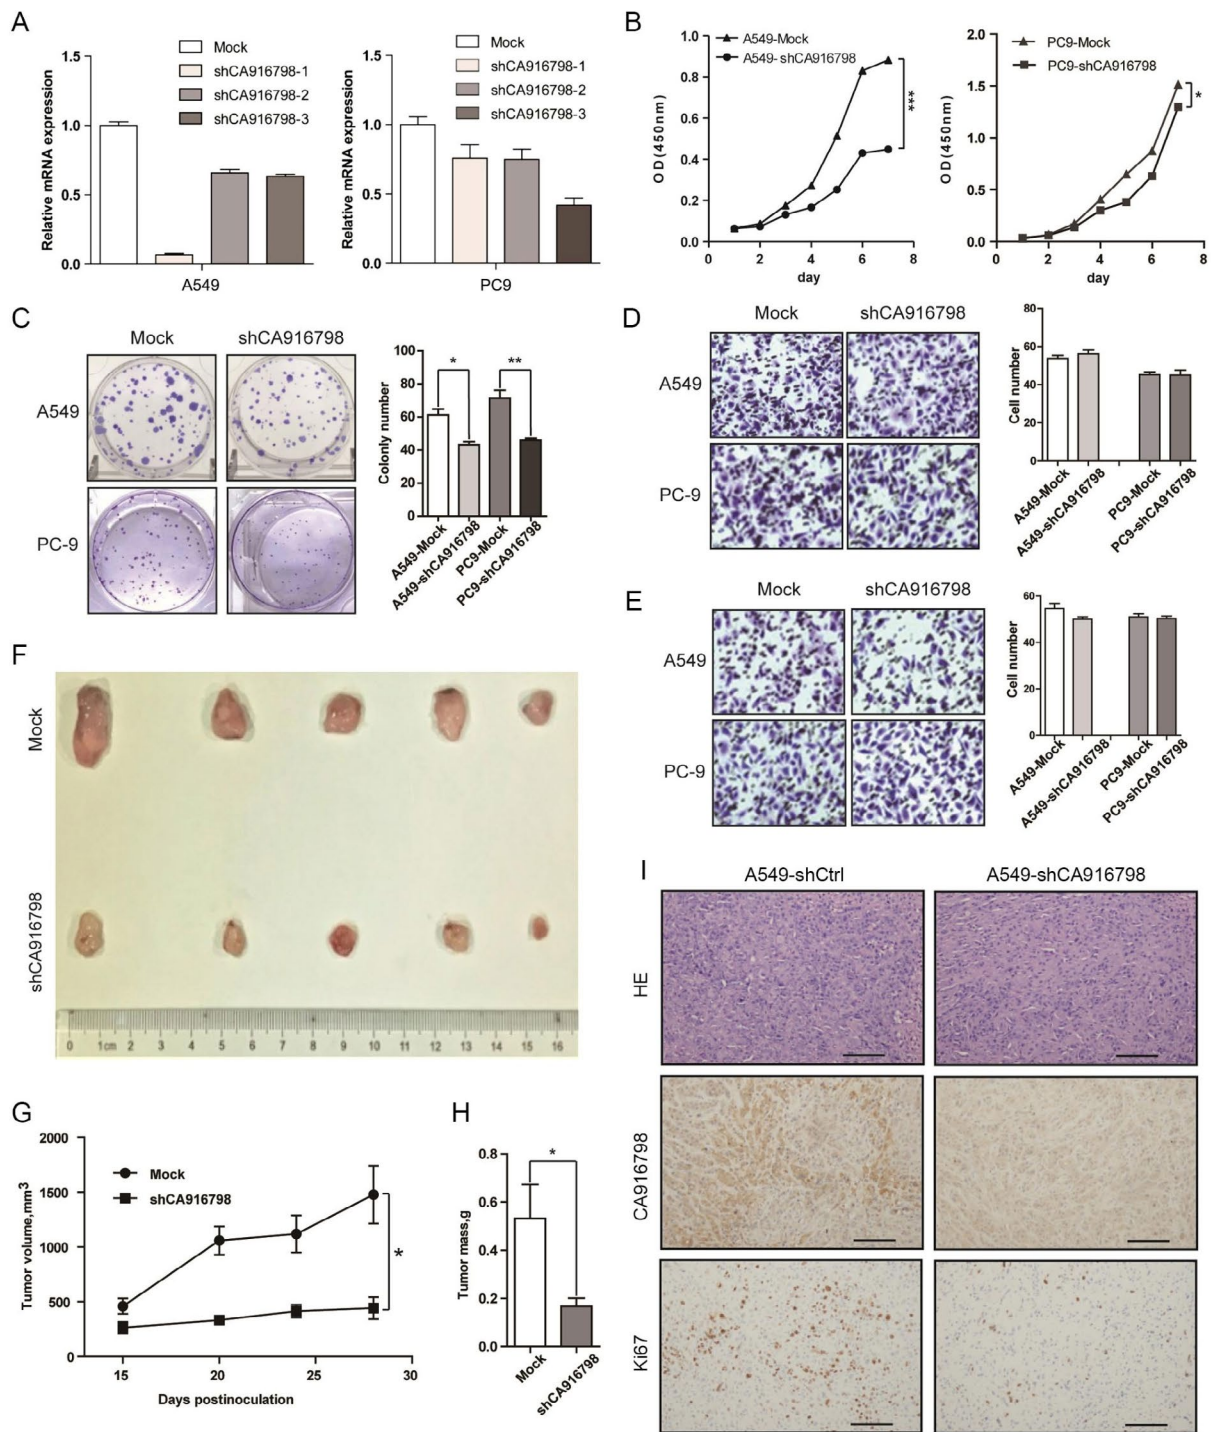 A
Relative mRNA expression
1.5
1.0
0.5
0.0
Mock
shCA916798-1
shCA916798-2
shCA916798-3
A549
Relative mRNA expression
1.5
1.0
0.5
0.0
Mock
shCA916798-1
shCA916798-2
shCA916798-3
PC9
B
OD(450nm)
1.0
0.8
0.6
0.4
0.2
0.0
A549-Mock
A549- shCA916798
***
0 2 4 6 8
day
OD(450nm)
2.0
1.5
1.0
0.5
0.0
PC9-Mock
PC9-shCA916798
*
0 2 4 6 8
day
C
Mock shCA916798
A549
PC-9
Colonly number
100
80
60
40
20
0
* **
A549-Mock
A549-shCA916798
PC9-Mock
PC9-shCA916798
D
Mock shCA916798
A549
PC-9
Cell number
80
60
40
20
0
A549-Mock
A549-shCA916798
PC9-Mock
PC9-shCA916798
E
Mock shCA916798
A549
PC-9
Cell number
60
40
20
0
A549-Mock
A549-shCA916798
PC9-Mock
PC9-shCA916798
F
Mock
shCA916798
0 1cm 2 3 4 5 6 7 8 9 10 11 12 13 14 15 16
G
Tumor volume,mm3
2000
1500
1000
500
0
Mock
shCA916798
*
15 20 25 30
Days postinoculation
H
Tumor mass,g
0.8
0.6
0.4
0.2
0.0
*
Mock
shCA916798
I
A549-shCtrl A549-shCA916798
HE
CA916798
Ki67